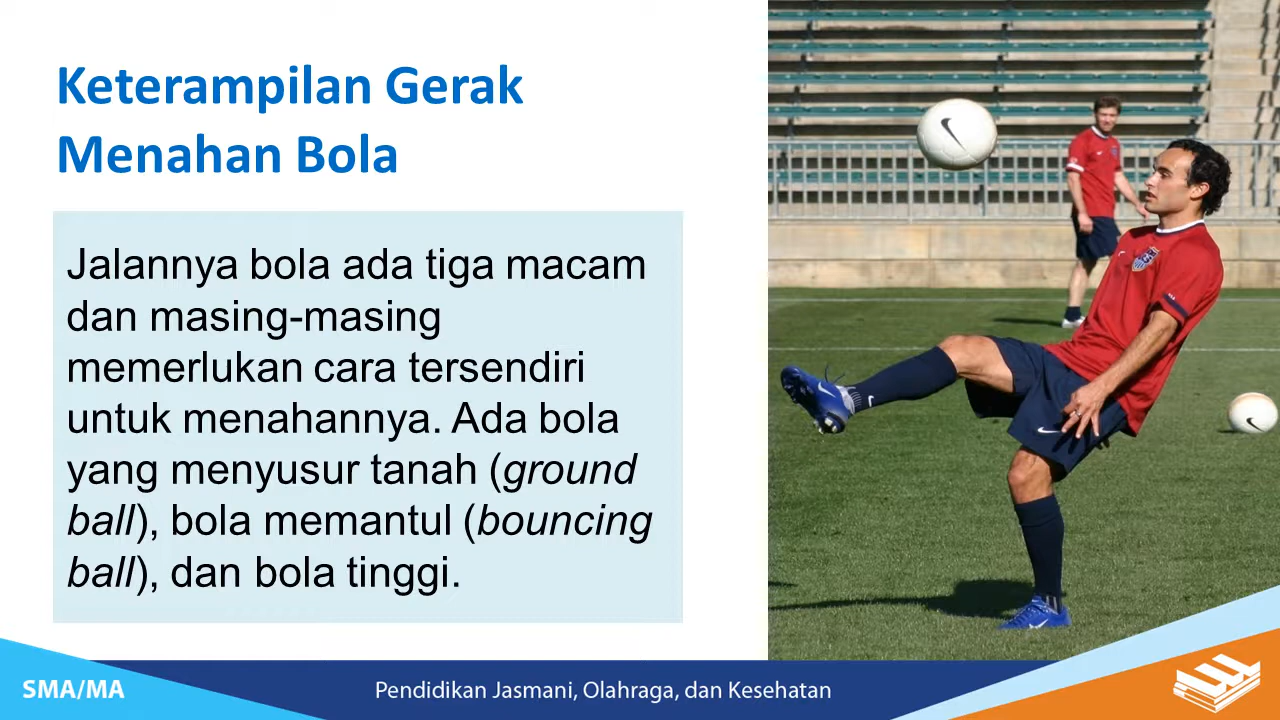 Keterampilan Gerak
Menahan Bola
Jalannya bola ada tiga macam
dan masing-masing
memerlukan cara tersendiri
untuk menahannya. Ada bola
yang menyusur tanah (ground
ball), bola memantul (bouncing
ball), dan bola tinggi.
SMA/MA
Pendidikan Jasmani, Olahraga, dan Kesehatan